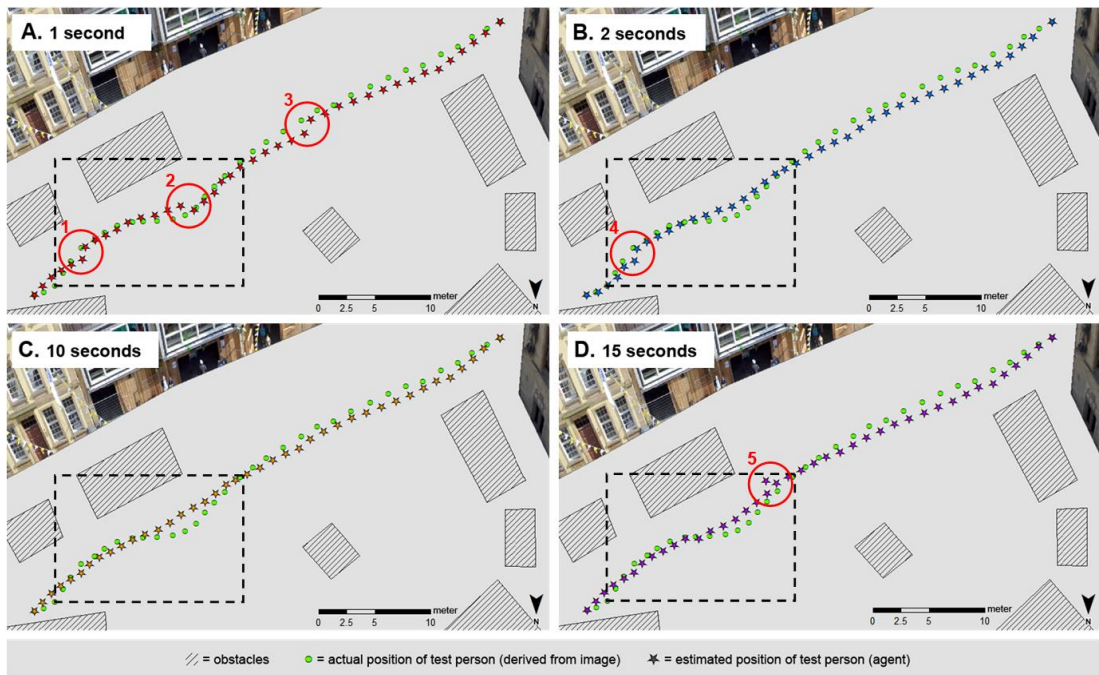 A. 1 second
1
2
3
0 2.5 5 10
meter
N
B. 2 seconds
4
0 2.5 5 10
meter
N
C. 10 seconds
0 2.5 5 10
meter
N
D. 15 seconds
5
0 2.5 5 10
meter
N
= obstacles = actual position of test person (derived from image) = estimated position of test person (agent)